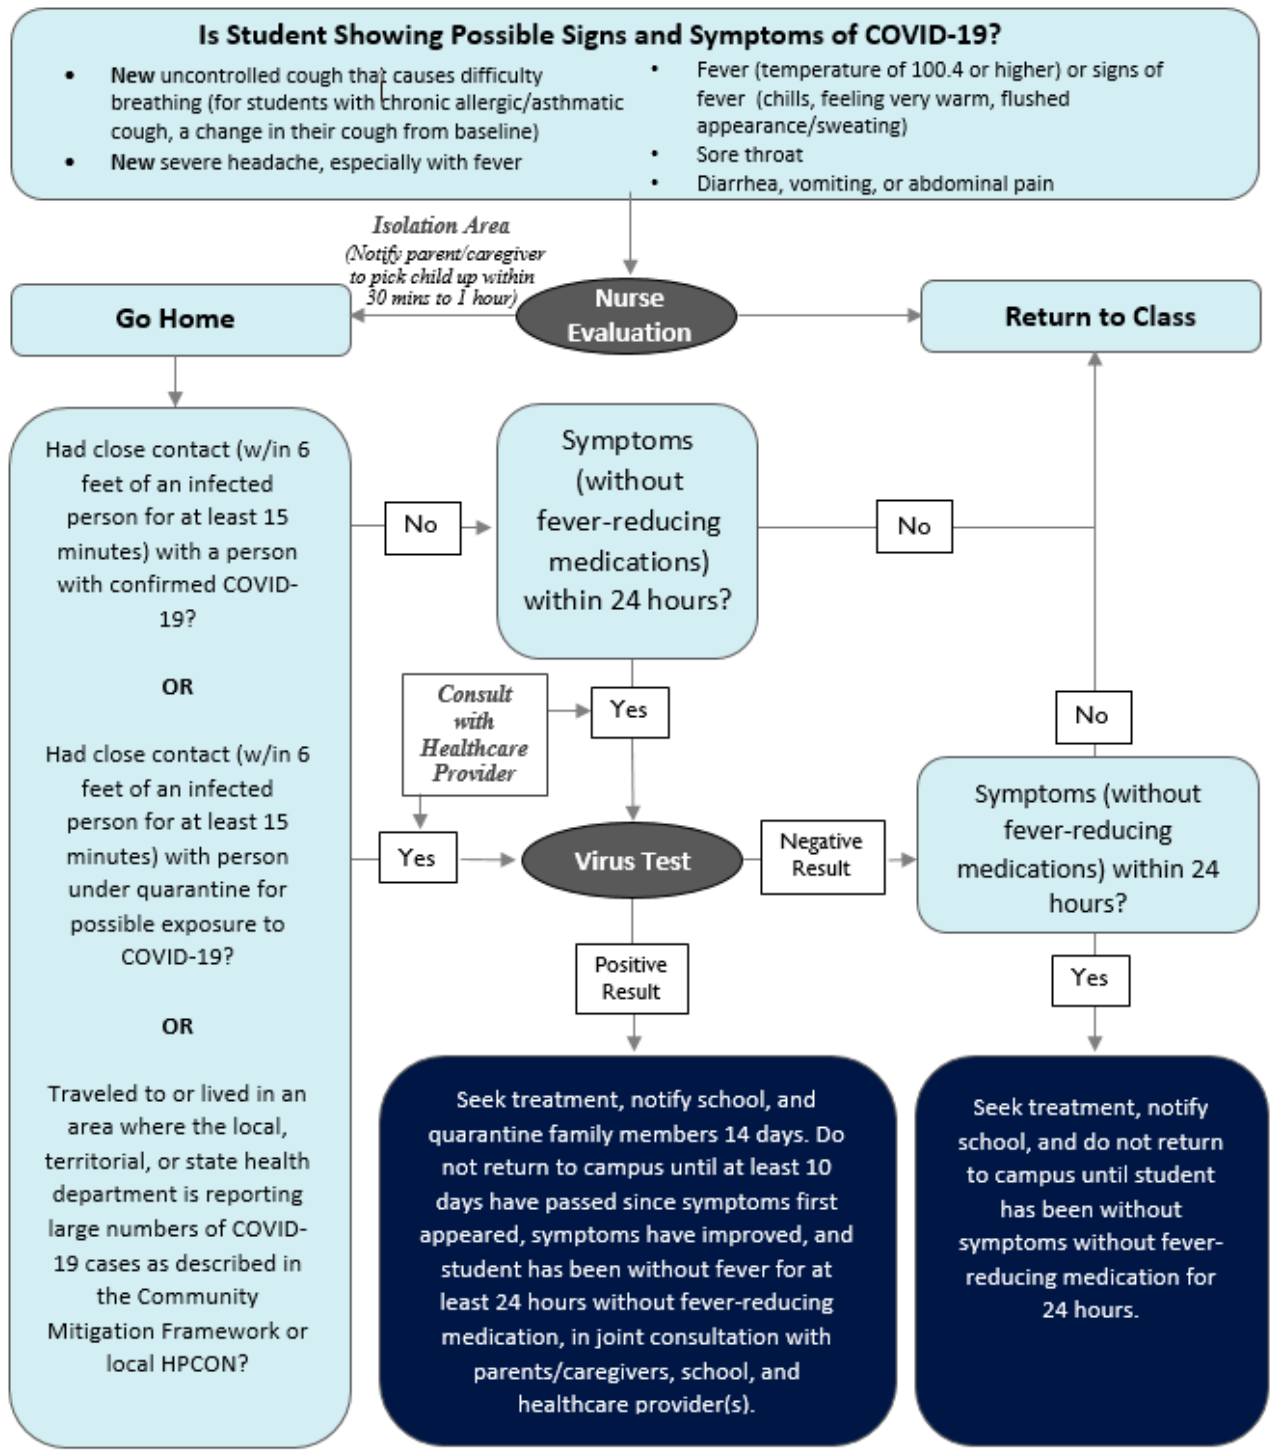 Is Student Showing Possible Signs and Symptoms of COVID-19?
• New uncontrolled cough that causes difficulty
breathing (for students with chronic allergic/asthmatic
cough, a change in their cough from baseline)
• New severe headache, especially with fever
• Fever (temperature of 100.4 or higher) or signs of
fever (chills, feeling very warm, flushed
appearance/sweating)
• Sore throat
• Diarrhea, vomiting, or abdominal pain
Isolation Area
(Notify parent/caregiver
to pick child up within
30 mins to 1 hour)
Go Home
Nurse
Evaluation
Return to Class
Had close contact (w/in 6
feet of an infected
person for at least 15
minutes) with a person
with confirmed COVID-
19?
OR
Had close contact (w/in 6
feet of an infected
person for at least 15
minutes) with person
under quarantine for
possible exposure to
COVID-19?
OR
Traveled to or lived in an
area where the local,
territorial, or state health
department is reporting
large numbers of COVID-
19 cases as described in
the Community
Mitigation Framework or
local HPCON?
No
Symptoms
(without
fever-reducing
medications)
within 24 hours?
No
Consult
with
Healthcare
Provider
Yes
Yes
Virus Test
Negative
Result
No
Symptoms (without
fever-reducing
medications) within 24
hours?
Positive
Result
Yes
Seek treatment, notify school, and
quarantine family members 14 days. Do
not return to campus until at least 10
days have passed since symptoms first
appeared, symptoms have improved, and
student has been without fever for at
least 24 hours without fever-reducing
medication, in joint consultation with
parents/caregivers, school, and
healthcare provider(s).
Seek treatment, notify
school, and do not return
to campus until student
has been without
symptoms without fever-
reducing medication for
24 hours.